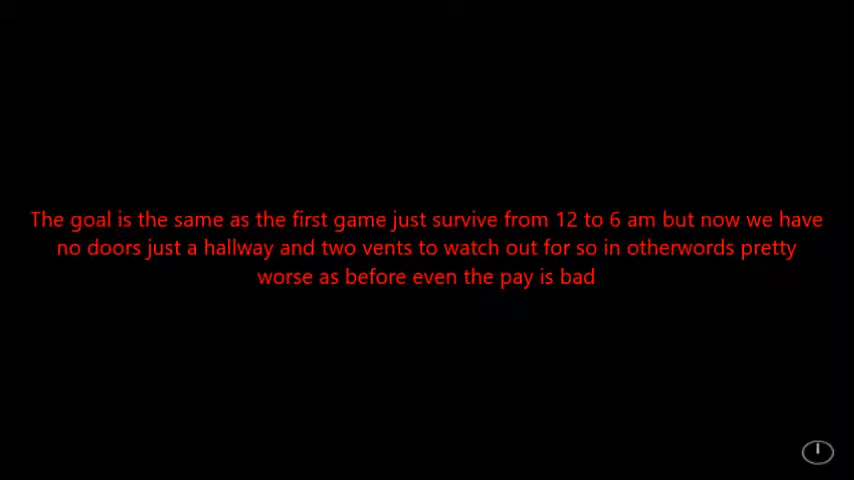 The goal is the same as the first game just survive from 12 to 6 am but now we have
no doors just a hallway and two vents to watch out for so in otherwords pretty
worse as before even the pay is bad